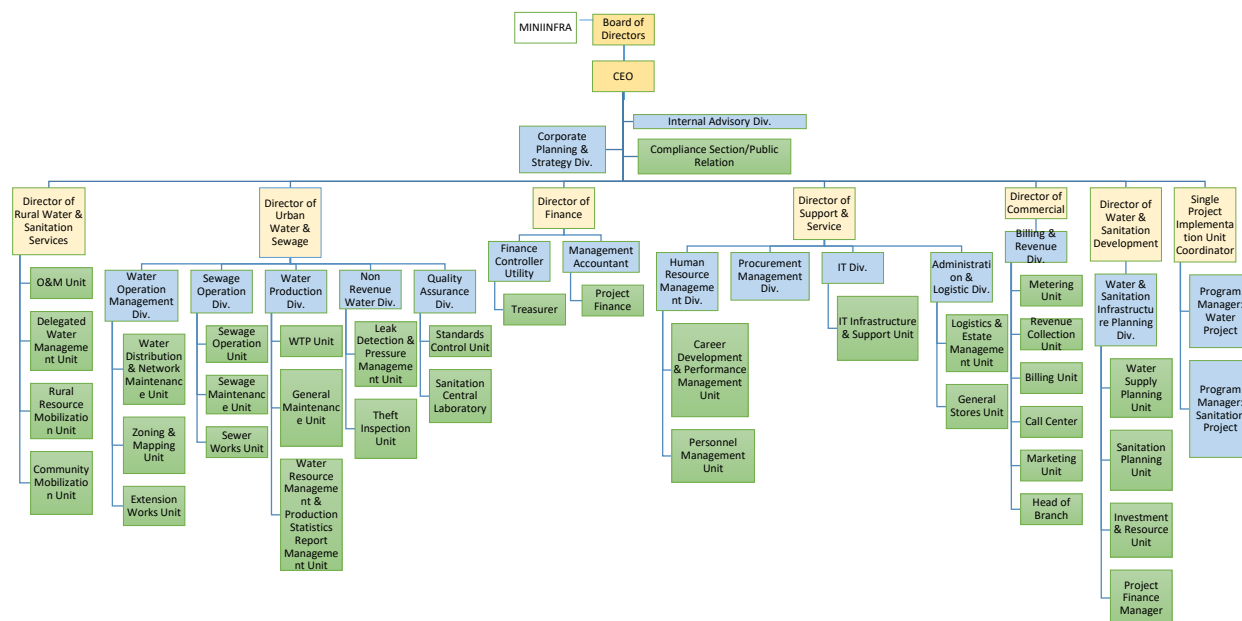 MINIINFRA
Board of
Directors
CEO
Internal Advisory Div.
Corporate
Planning &
Strategy Div.
Compliance Section/Public
Relation
Director of
Rural Water &
Sanitation
Services
O&M Unit
Delegated
Water
Manageme
nt Unit
Rural
Resource
Mobilizatio
n Unit
Community
Mobilizatio
n Unit
Director of
Urban
Water &
Sewage
Water
Operation
Management
Div.
Water
Distribution
& Network
Maintenanc
e Unit
Zoning &
Mapping
Unit
Extension
Works Unit
Sewage
Operation
Div.
Sewage
Operation
Unit
Sewage
Maintenanc
e Unit
Sewer
Works Unit
Water
Production
Div.
WTP Unit
General
Maintenanc
e Unit
Water
Resource
Managemen
t &
Production
Statistics
Report
Manageme
nt Unit
Non
Revenue
Water Div.
Leak
Detection &
Pressure
Managem
ent Unit
Theft
Inspection
Unit
Quality
Assurance
Div.
Standards
Control Unit
Sanitation
Central
Laboratory
Director of
Finance
Finance
Controller
Utility
Treasurer
Management
Accountant
Project
Finance
Director of
Support &
Service
Human
Resource
Manageme
nt Div.
Career
Development
& Performance
Management
Unit
Personnel
Management
Unit
Procurement
Management
Div.
IT Div.
IT Infrastructure
& Support Unit
Administrati
on &
Logistic Div.
Logistics &
Estate
Managem
ent Unit
General
Stores Unit
Director of
Commercial
Billing &
Revenue Div.
Metering
Unit
Revenue
Collection
Unit
Billing Unit
Call Center
Marketing
Unit
Head of
Branch
Director of
Water &
Sanitation
Development
Water &
Sanitation
Infrastructu
re Planning
Div.
Water
Supply
Planning
Unit
Sanitation
Planning
Unit
Investment
& Resource
Unit
Project
Finance
Manager
Single
Project
Implementa
tion Unit
Coordinator
Program
Manager:
Water
Project
Program
Manager:
Sanitation
Project